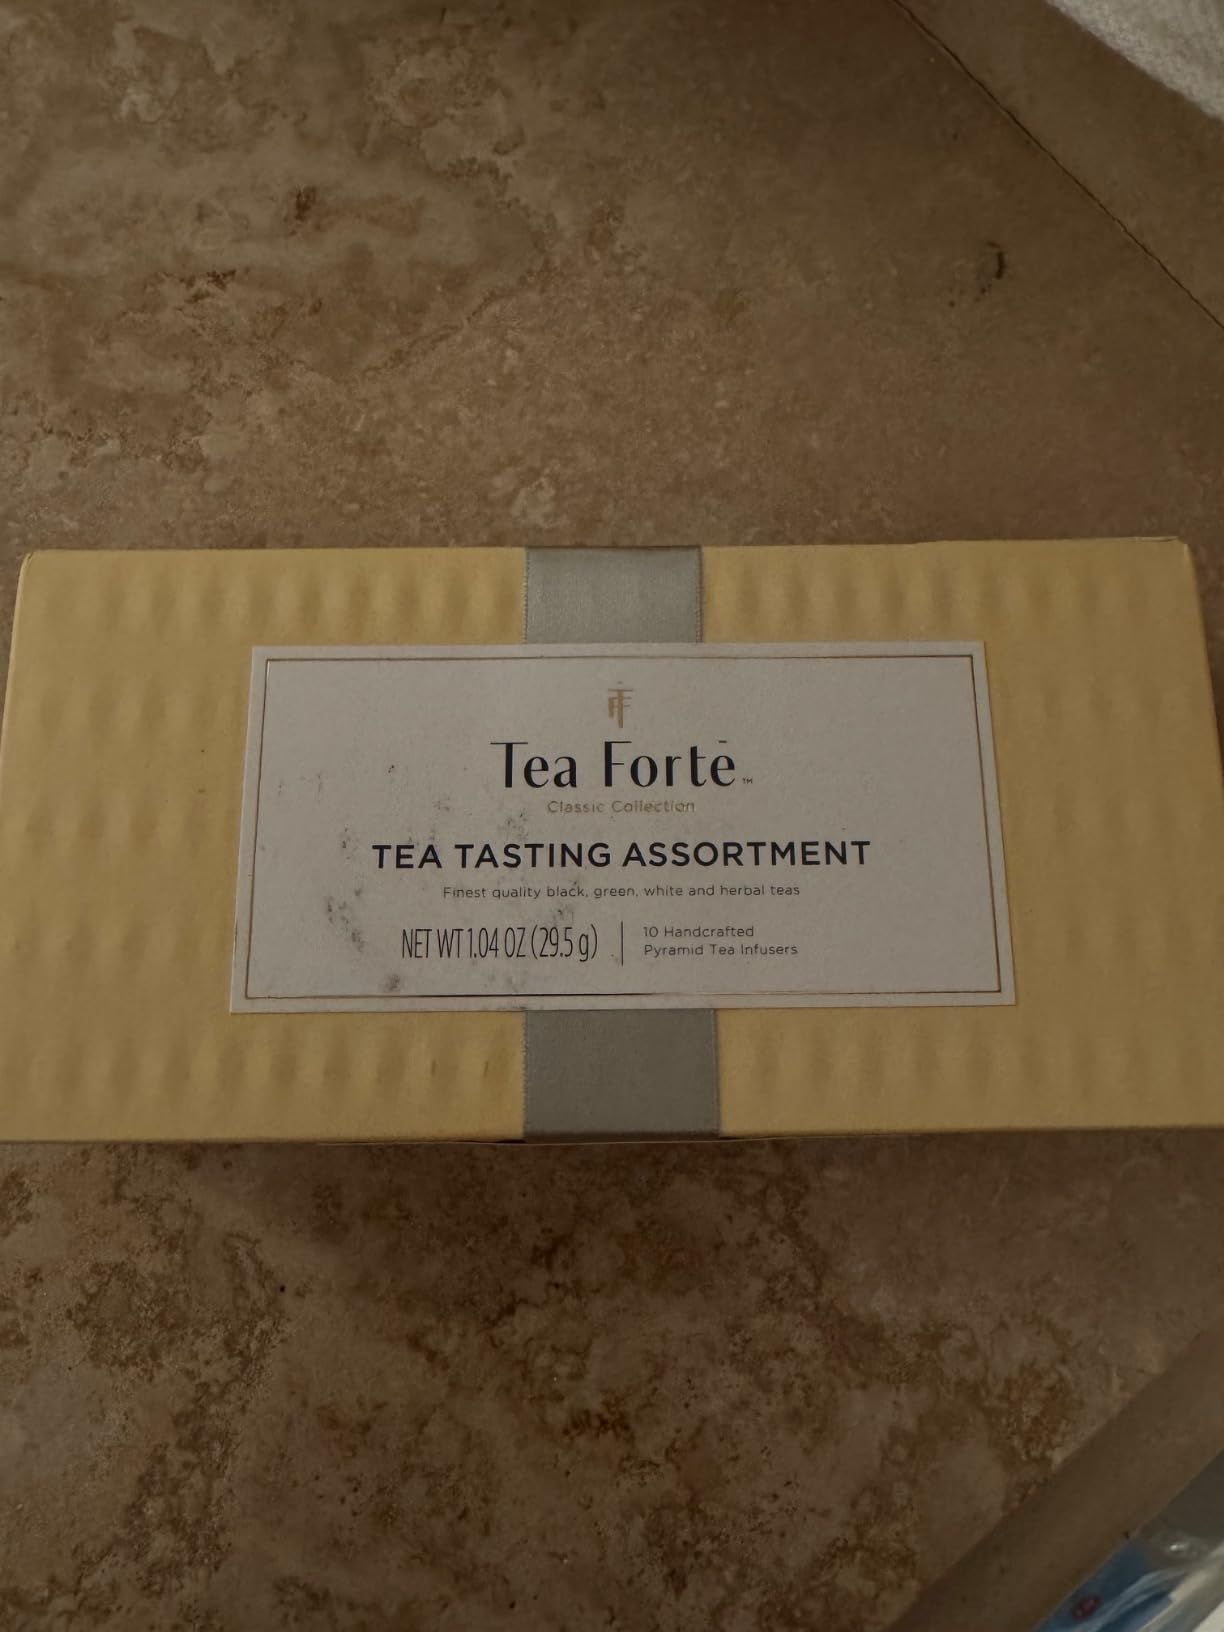 Tea Fortē™
Classic Collection
TEA TASTING ASSORTMENT
Finest quality black, green, white and herbal teas
NET WT 1.04 OZ (29.5 g)
10 Handcrafted
Pyramid Tea Infusers